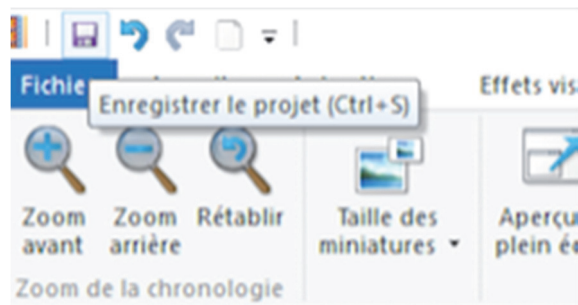 Fichie
Enregistrer le projet (Ctrl+S)
Effets vis
Zoom avant
Zoom arrière
Rétablir
Taille des miniatures
Aperçu
plein éc
Zoom de la chronologie